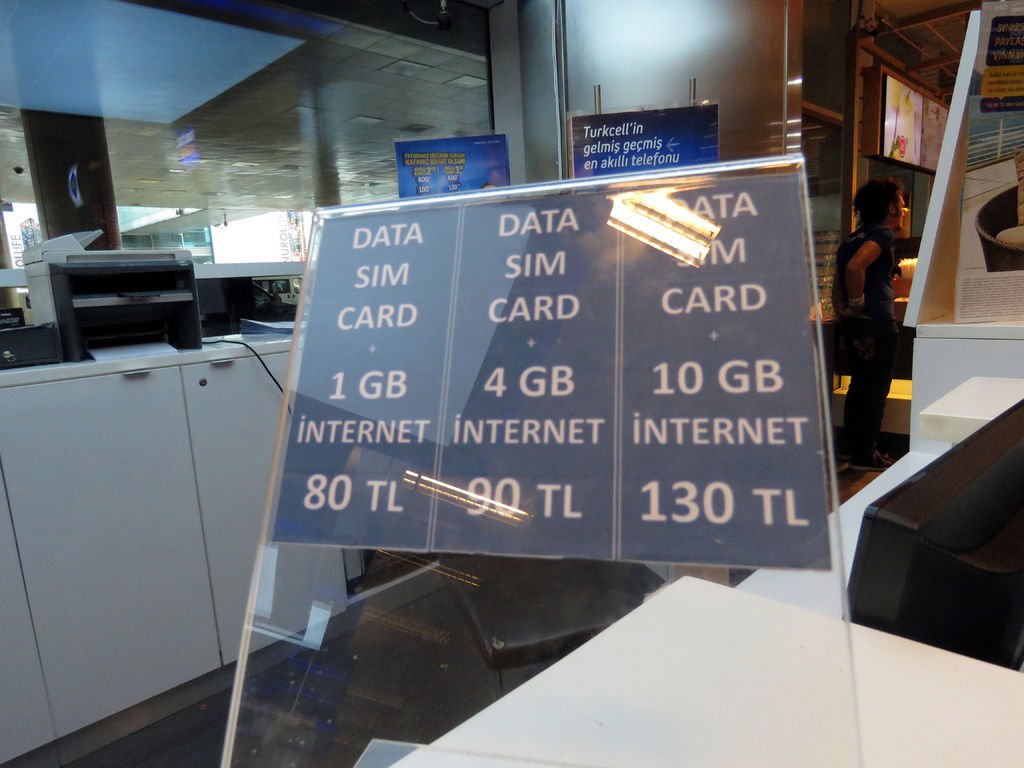 Turkcell'in
gelmiş geçmiş
en akıllı telefonu
DATA
SIM
CARD
+
1 GB
İNTERNET
80 TL
DATA
SIM
CARD
+
4 GB
İNTERNET
90 TL
DATA
SIM
CARD
+
10 GB
İNTERNET
130 TL